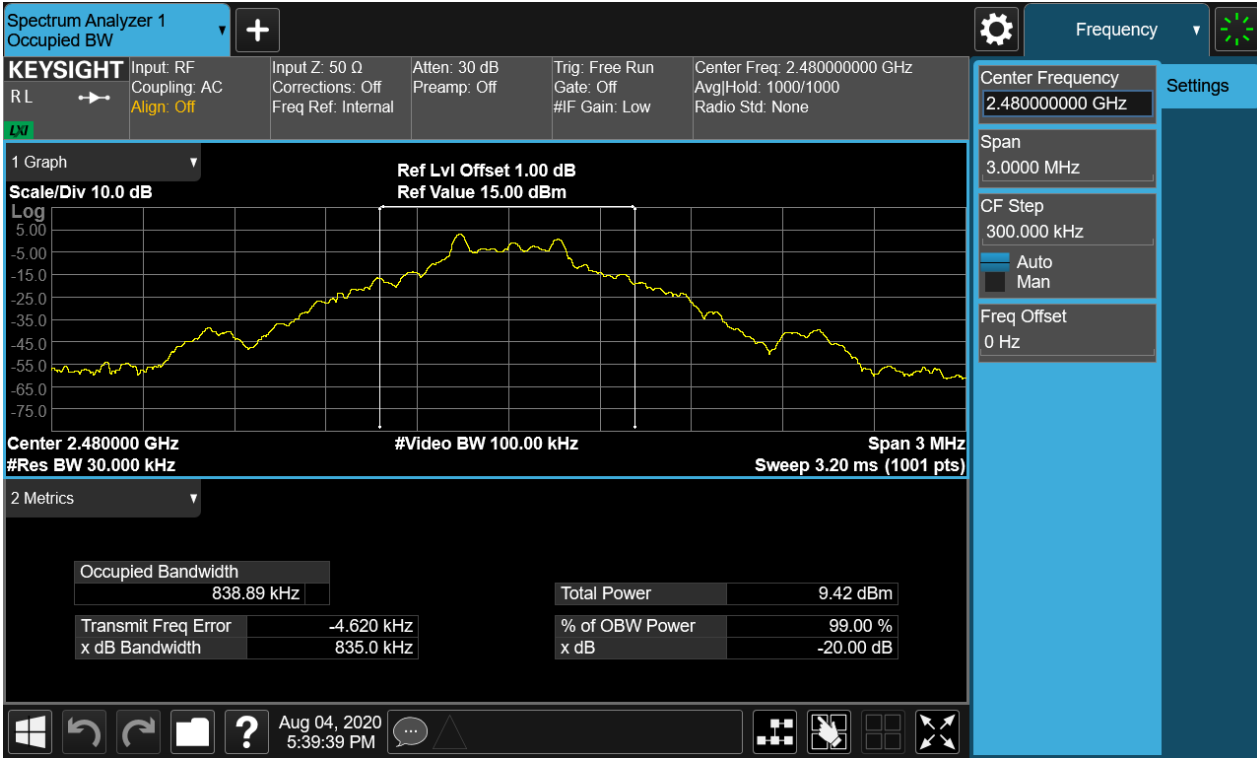 Spectrum Analyzer 1
Occupied BW
+
Frequency
KEYSIGHT
R L
LXI
Input: RF
Coupling: AC
Align: Off
Input Z: 50 Ω
Corrections: Off
Freq Ref: Internal
Atten: 30 dB
Preamp: Off
Trig: Free Run
Gate: Off
#IF Gain: Low
Center Freq: 2.480000000 GHz
Avg|Hold: 1000/1000
Radio Std: None
Center Frequency
2.480000000 GHz
Settings
Span
3.0000 MHz
CF Step
300.000 kHz
Auto
Man
Freq Offset
0 Hz
1 Graph
Scale/Div 10.0 dB
Ref Lvl Offset 1.00 dB
Ref Value 15.00 dBm
Log
5.00
-5.00
-15.0
-25.0
-35.0
-45.0
-55.0
-65.0
-75.0
Center 2.480000 GHz
#Video BW 100.00 kHz
Span 3 MHz
#Res BW 30.000 kHz
Sweep 3.20 ms (1001 pts)
2 Metrics
Occupied Bandwidth
838.89 kHz
Total Power 9.42 dBm
Transmit Freq Error -4.620 kHz
% of OBW Power 99.00 %
x dB Bandwidth 835.0 kHz
x dB -20.00 dB
?
Aug 04, 2020
5:39:39 PM